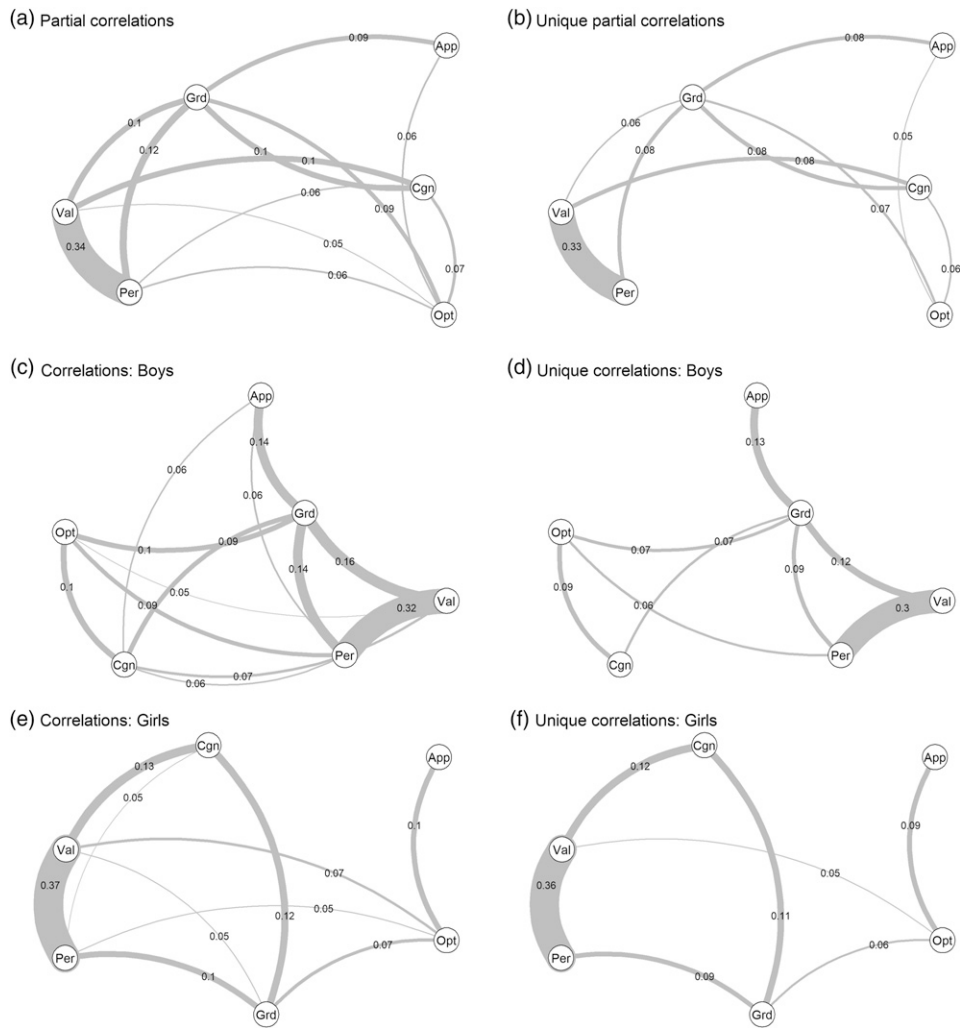 (a) Partial correlations
(b) Unique partial correlations
0.09
App
Grd
0.1
0.12
0.06
0.1
0.1
Cgn
0.06
Val
0.09
0.34
0.05
0.07
0.06
Per
Opt
0.08
App
Grd
0.06
0.05
0.08
0.08
0.08
Cgn
Val
0.07
0.33
0.06
Per
Opt
(c) Correlations: Boys
(d) Unique correlations: Boys
App
0.14
0.06
0.06
Grd
Opt
0.1
0.09
0.16
0.14
0.1
0.05
0.09
0.32
Val
Per
Cgn
0.07
0.06
App
0.13
Grd
Opt
0.07
0.07
0.12
0.09
0.09
0.06
0.3
Val
Per
Cgn
(e) Correlations: Girls
(f) Unique correlations: Girls
Cgn
App
0.13
0.05
0.1
Val
0.07
0.37
0.05
0.12
0.05
Opt
0.07
Per
0.1
Grd
Cgn
App
0.12
0.09
Val
0.05
0.36
0.11
Opt
0.06
Per
0.09
Grd